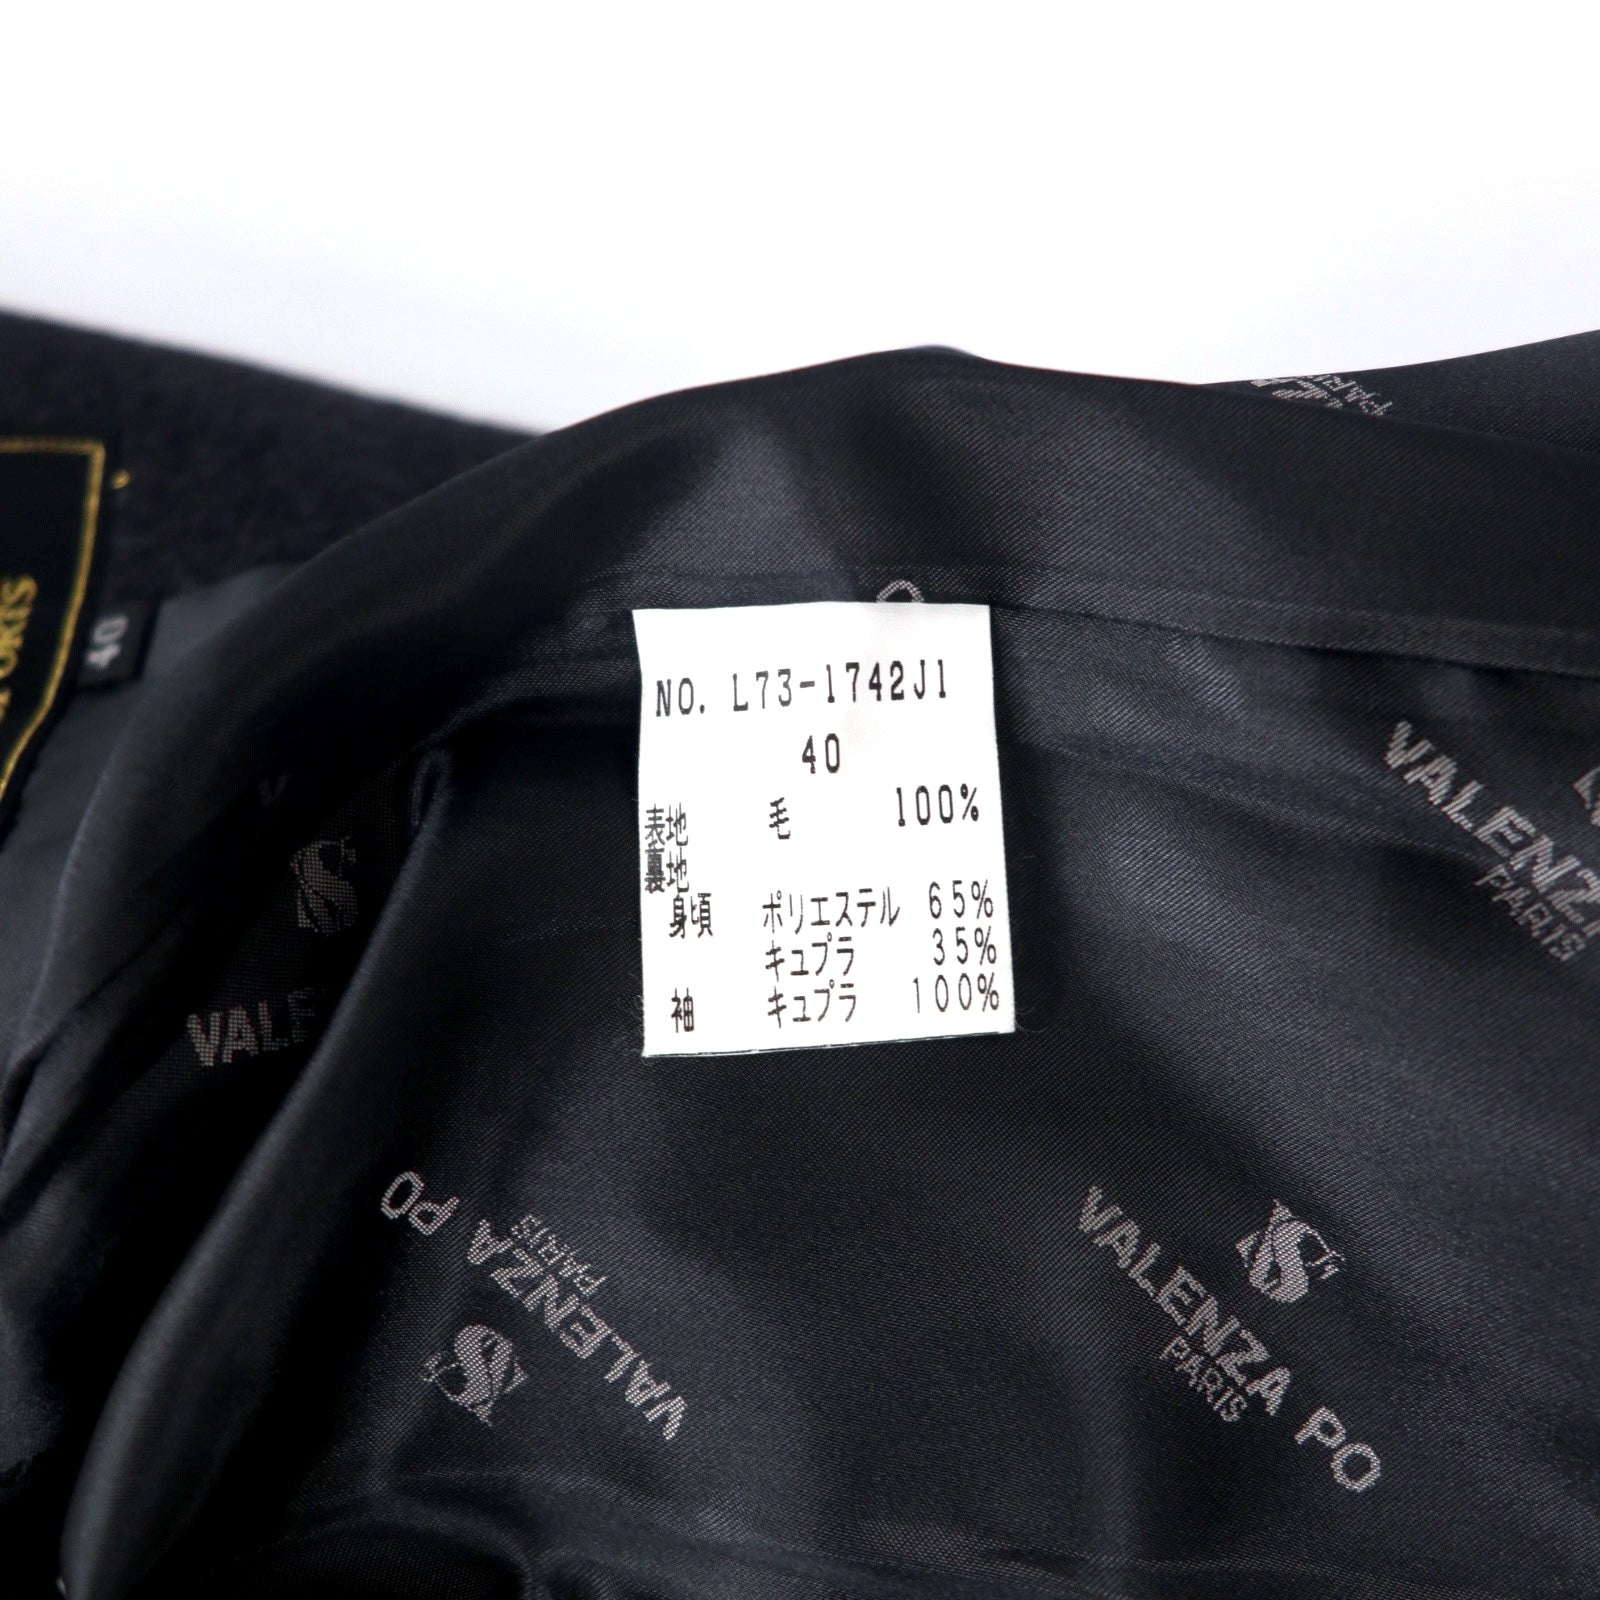 NO. L73-1742J1
40
表地 毛 100%
裏地
身頃 ポリエステル 65%
キュプラ 35%
袖 キュプラ 100%
40
VALENZA PO
PARIS
VALENZA PO
PARIS
VALENZ
PARIS
VALE